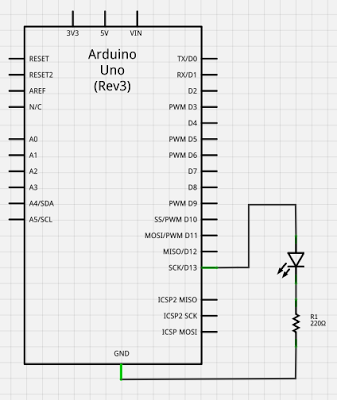 3V3 5V VIN
Arduino
Uno
(Rev3)
RESET TX/D0
RESET2 RX/D1
AREF D2
N/C PWM D3
D4
A0 PWM D5
A1 PWM D6
A2 D7
A3 D8
A4/SDA PWM D9
A5/SCL SS/PWM D10
MOSI/PWM D11
MISO/D12
SCK/D13
ICSP2 MISO
ICSP2 SCK
ICSP MOSI
R1
220Ω
GND